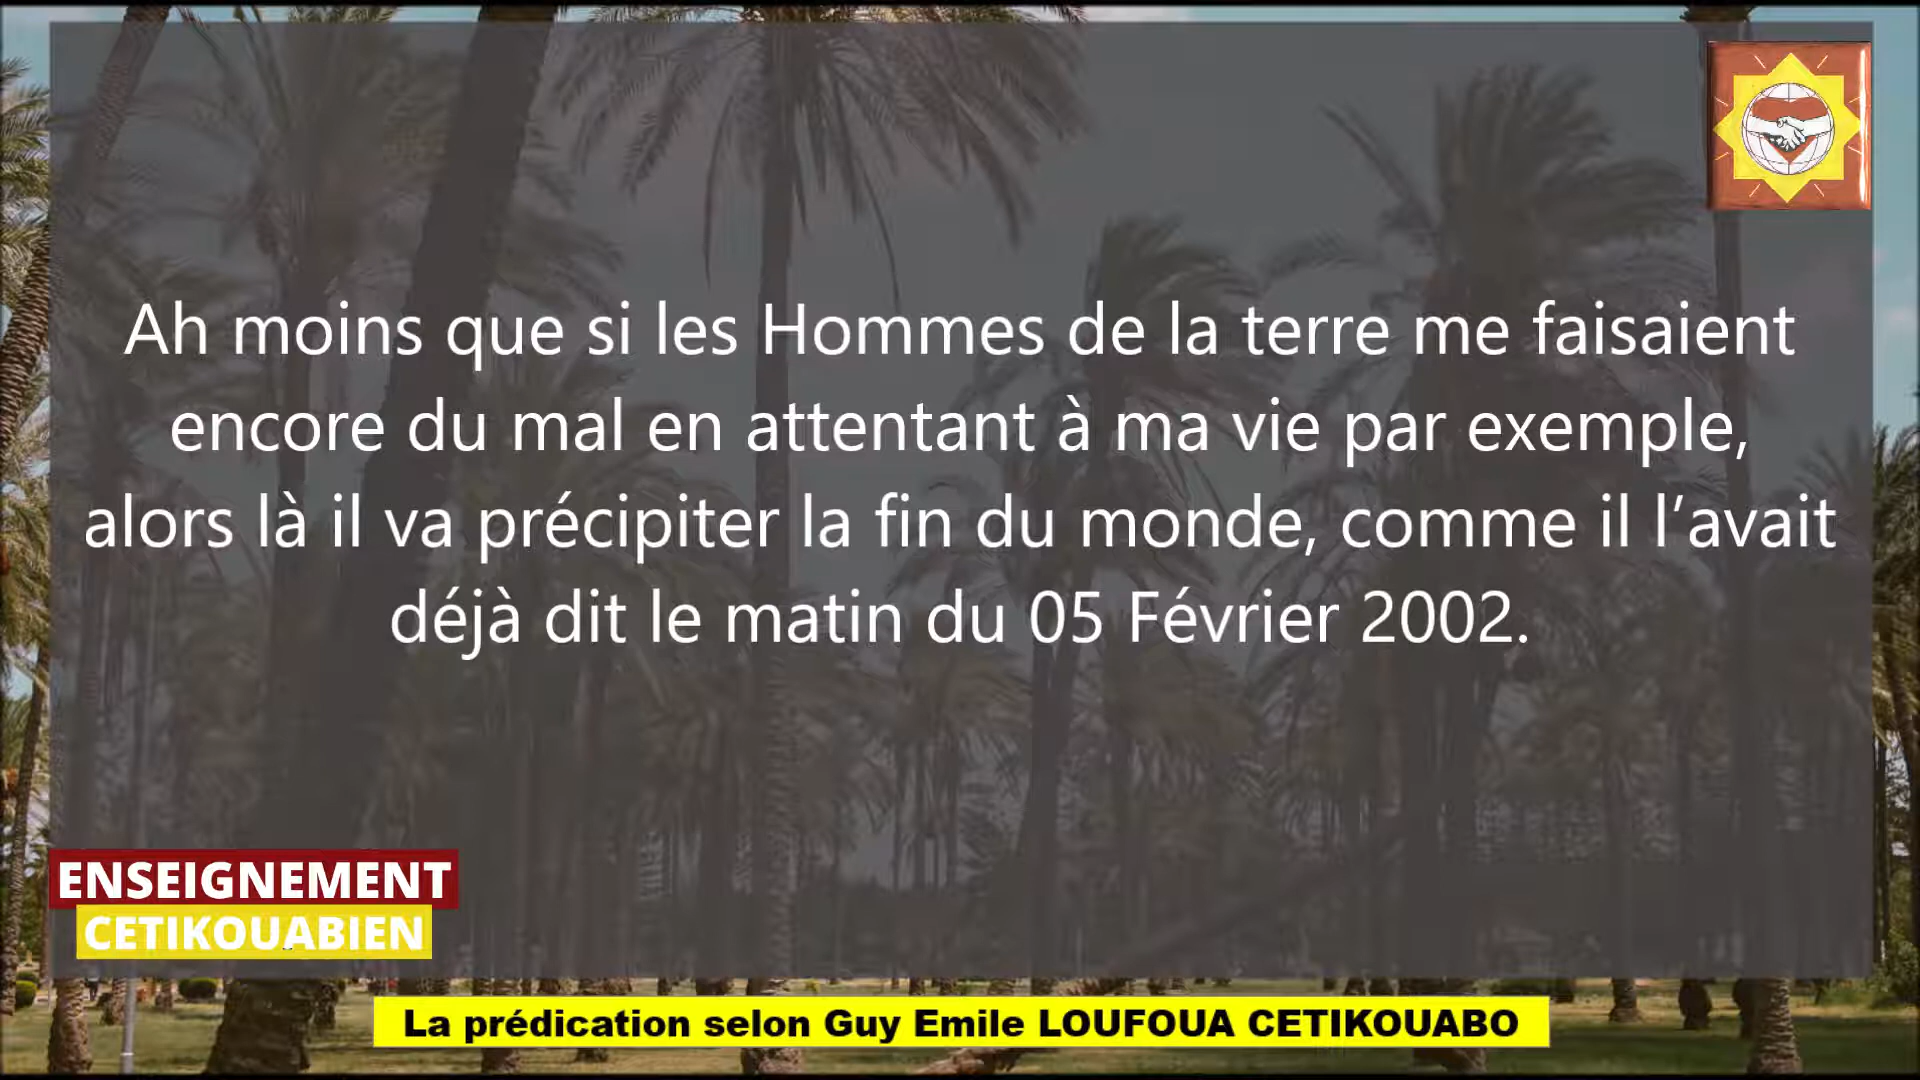 Ah moins que si les Hommes de la terre me faisaient
encore du mal en attentant à ma vie par exemple,
alors là il va précipiter la fin du monde, comme il l’avait
déjà dit le matin du 05 Février 2002.
ENSEIGNEMENT
CETIKOUABIEN
La prédication selon Guy Emile LOUFOUA CETIKOUABO